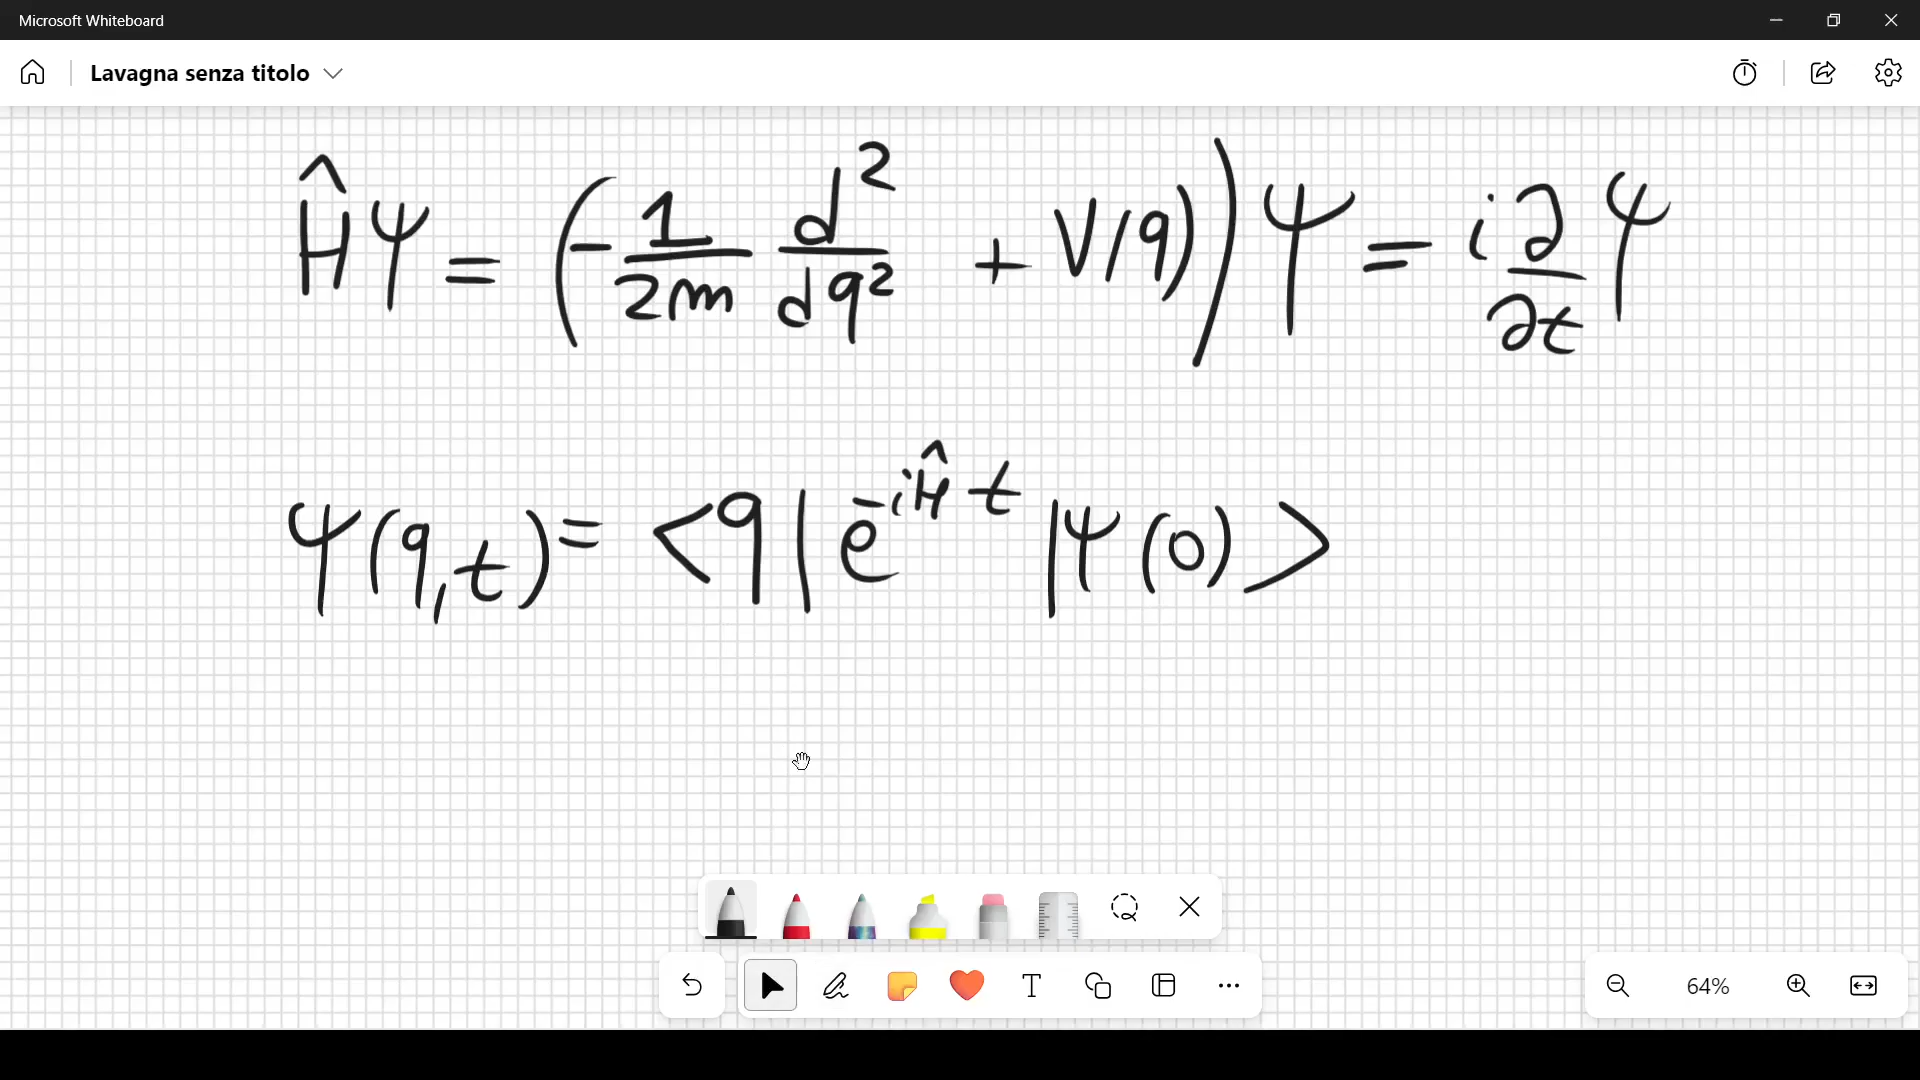 Microsoft Whiteboard
Lavagna senza titolo
Ĥψ = (-1/2m d²/dq² + V(q))ψ = i ∂/∂t ψ
ψ(q,t) = <q|e^{-iĤt}|ψ(0)>
64%